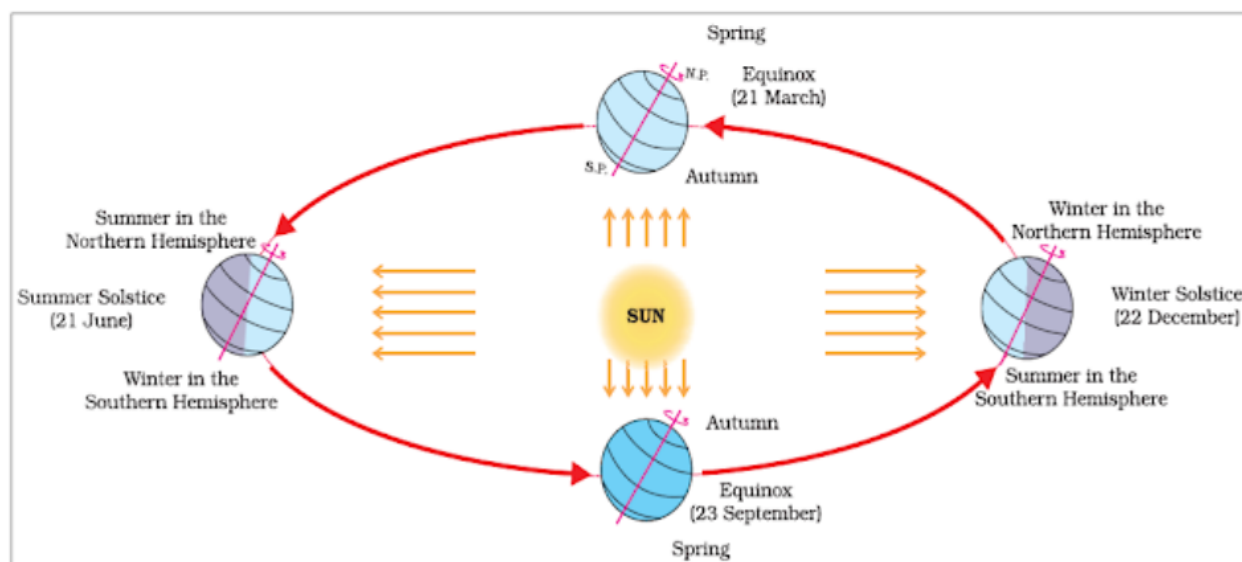 Spring
N.P.
Equinox
(21 March)
S.P.
Autumn
Summer in the
Northern Hemisphere
Winter in the
Northern Hemisphere
Summer Solstice
(21 June)
SUN
Winter Solstice
(22 December)
Winter in the
Southern Hemisphere
Summer in the
Southern Hemisphere
Autumn
Equinox
(23 September)
Spring